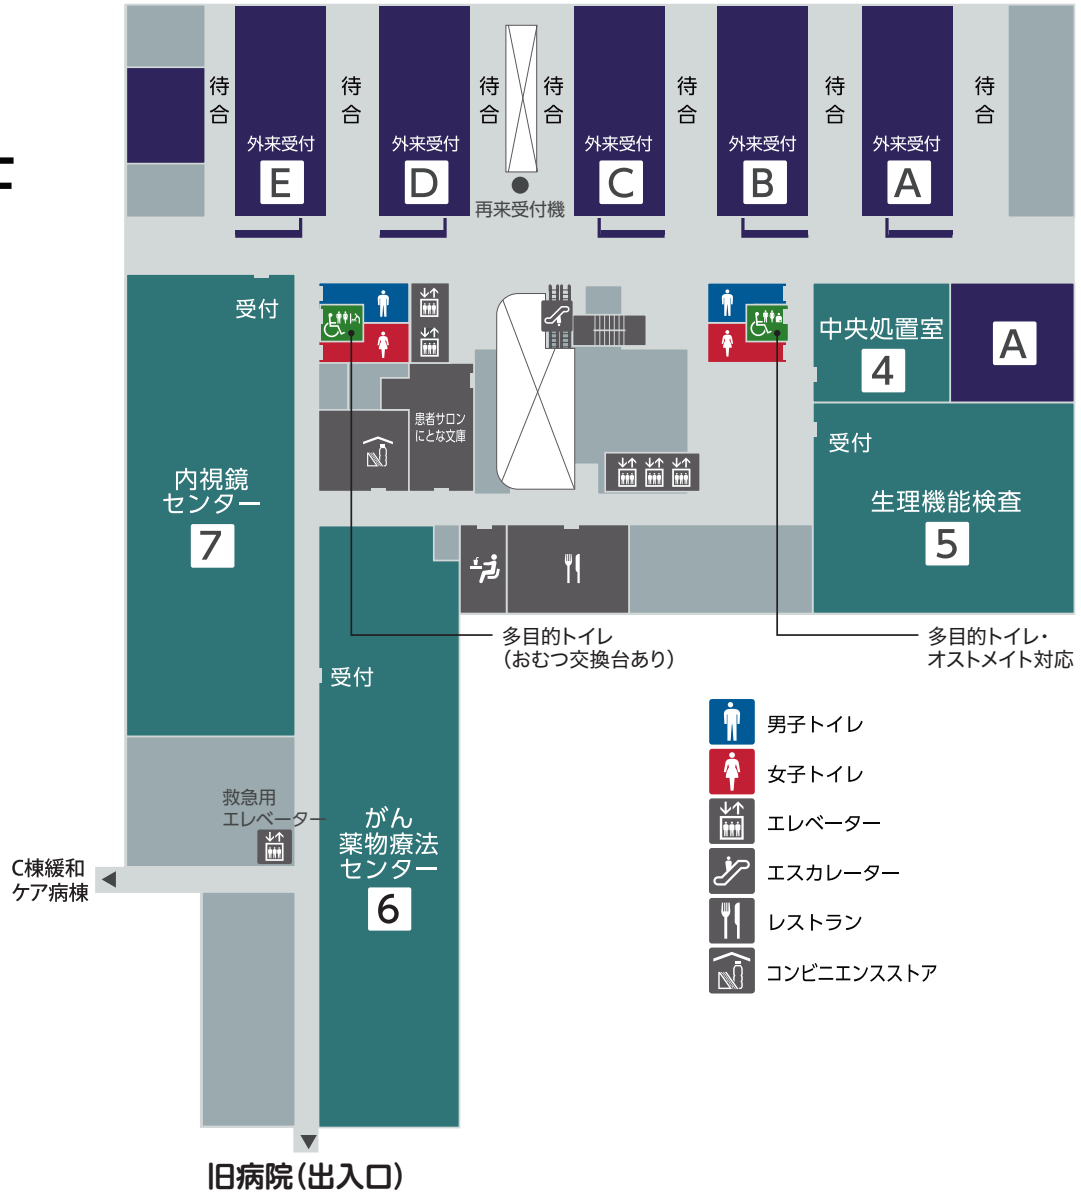 待合
待合
待合
待合
待合
待合
待合
外来受付
E
外来受付
D
外来受付
C
外来受付
B
外来受付
A
再来受付機
受付
中央処置室
4
A
患者サロン
にとな文庫
受付
内視鏡
センター
7
生理機能検査
5
多目的トイレ
（おむつ交換台あり）
多目的トイレ・
オストメイト対応
受付
男子トイレ
女子トイレ
エレベーター
エスカレーター
レストラン
コンビニエンスストア
救急用
エレベーター
がん
薬物療法
センター
6
C棟緩和
ケア病棟
旧病院（出入口）